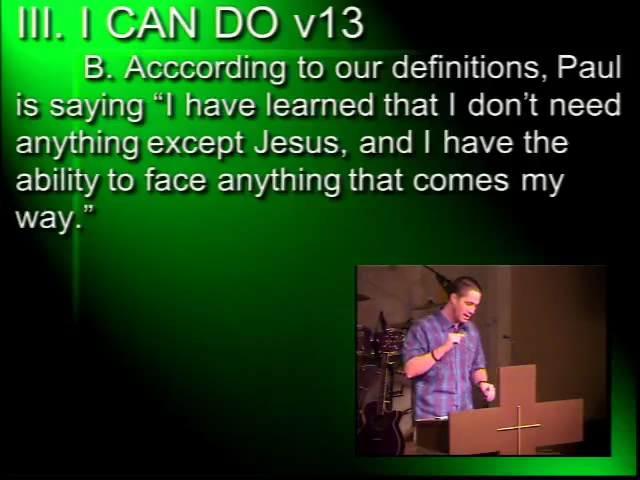 III. I CAN DO v13
B. Acccording to our definitions, Paul
is saying “I have learned that I don’t need
anything except Jesus, and I have the
ability to face anything that comes my
way.”